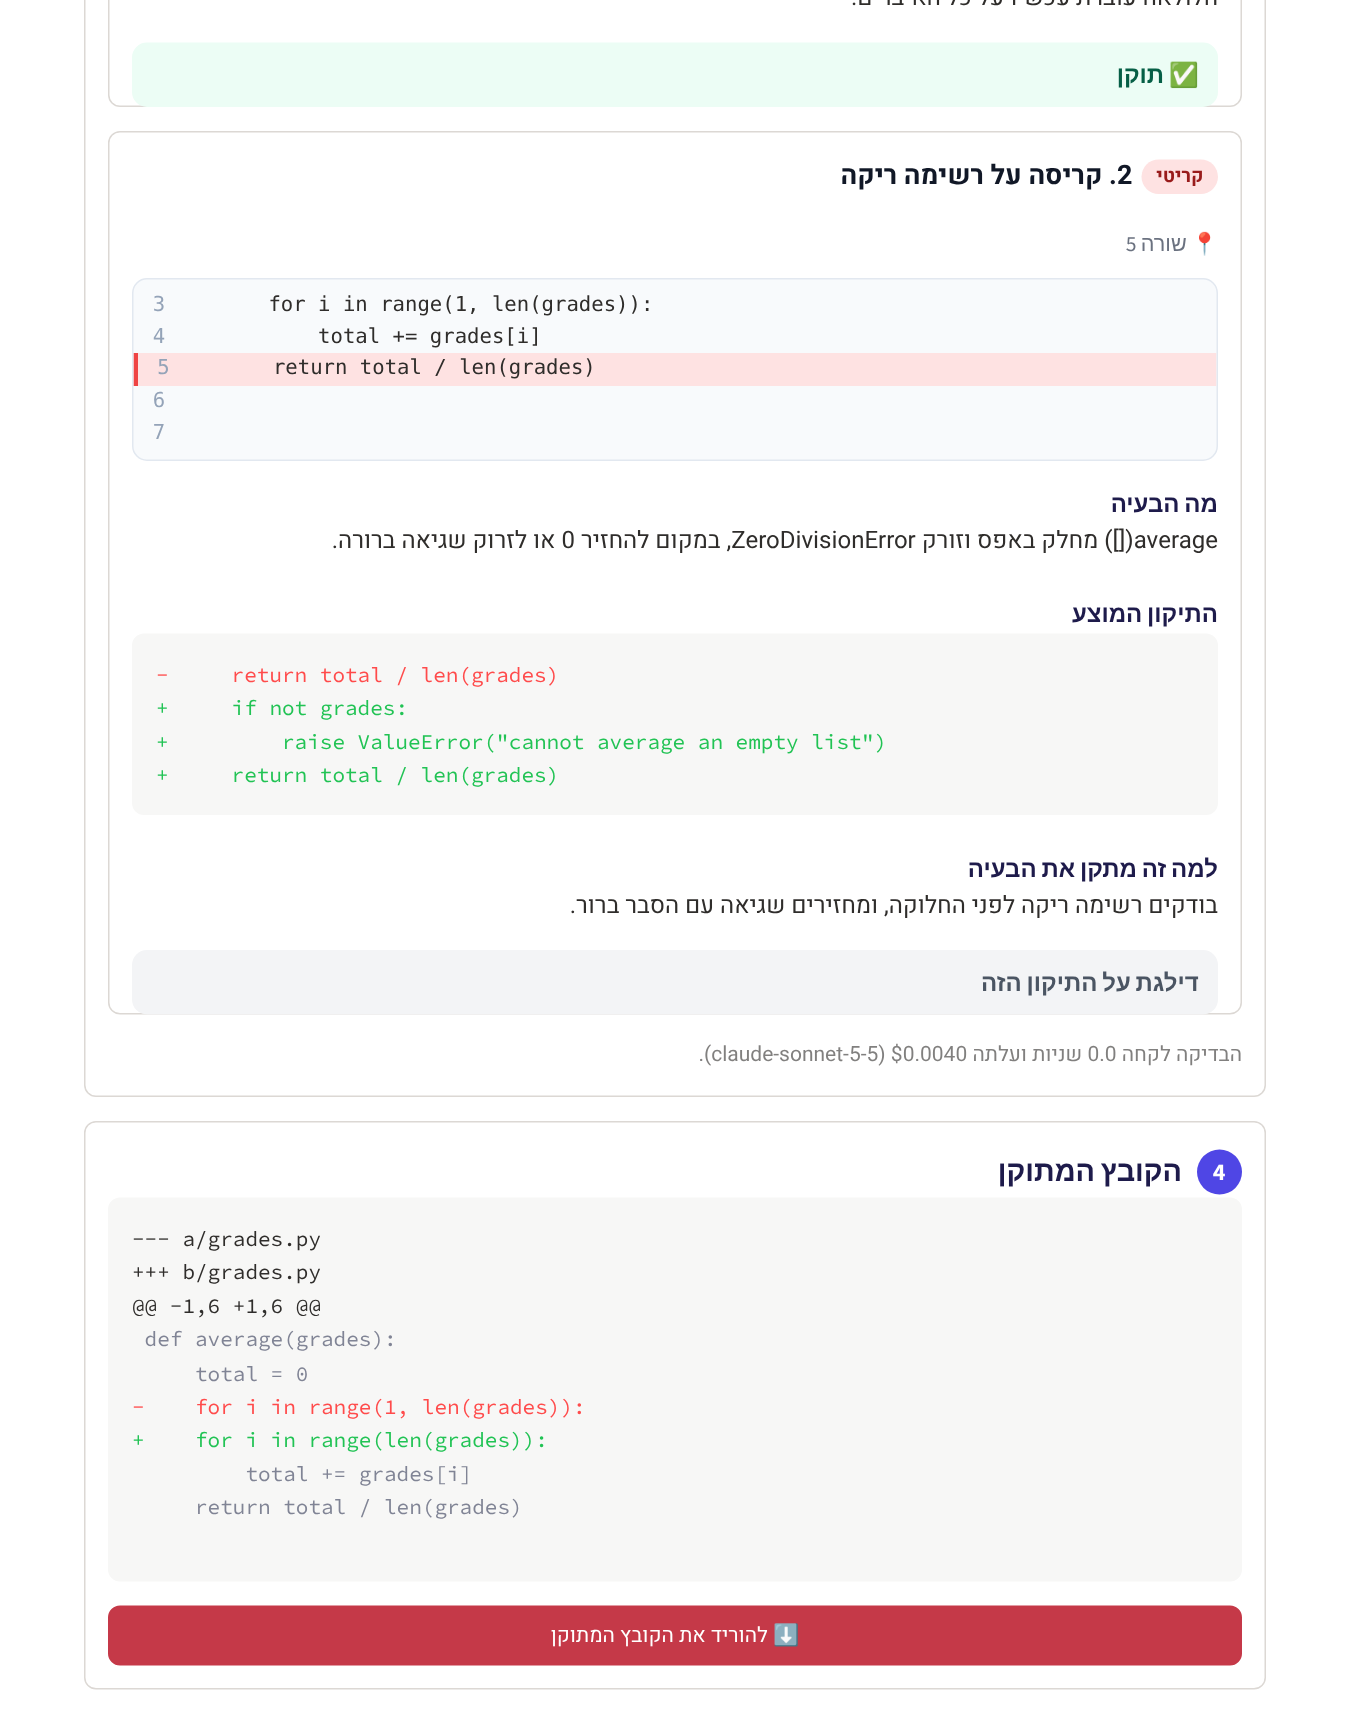 ✅ תוקן
קריטי 2. קריסה על רשימה ריקה
📍 שורה 5
3        for i in range(1, len(grades)):
4            total += grades[i]
5        return total / len(grades)
6
7
מה הבעיה
average([]) מחלק באפס וזורק ZeroDivisionError, במקום להחזיר 0 או לזרוק שגיאה ברורה.
התיקון המוצע
-     return total / len(grades)
+     if not grades:
+         raise ValueError("cannot average an empty list")
+     return total / len(grades)
למה זה מתקן את הבעיה
בודקים רשימה ריקה לפני החלוקה, ומחזירים שגיאה עם הסבר ברור.
דילגת על התיקון הזה
הבדיקה לקחה 0.0 שניות ועלתה $0.0040 (claude-sonnet-5-5).
4 הקובץ המתוקן
--- a/grades.py
+++ b/grades.py
@@ -1,6 +1,6 @@
 def average(grades):
     total = 0
-    for i in range(1, len(grades)):
+    for i in range(len(grades)):
         total += grades[i]
     return total / len(grades)
⬇️ להוריד את הקובץ המתוקן